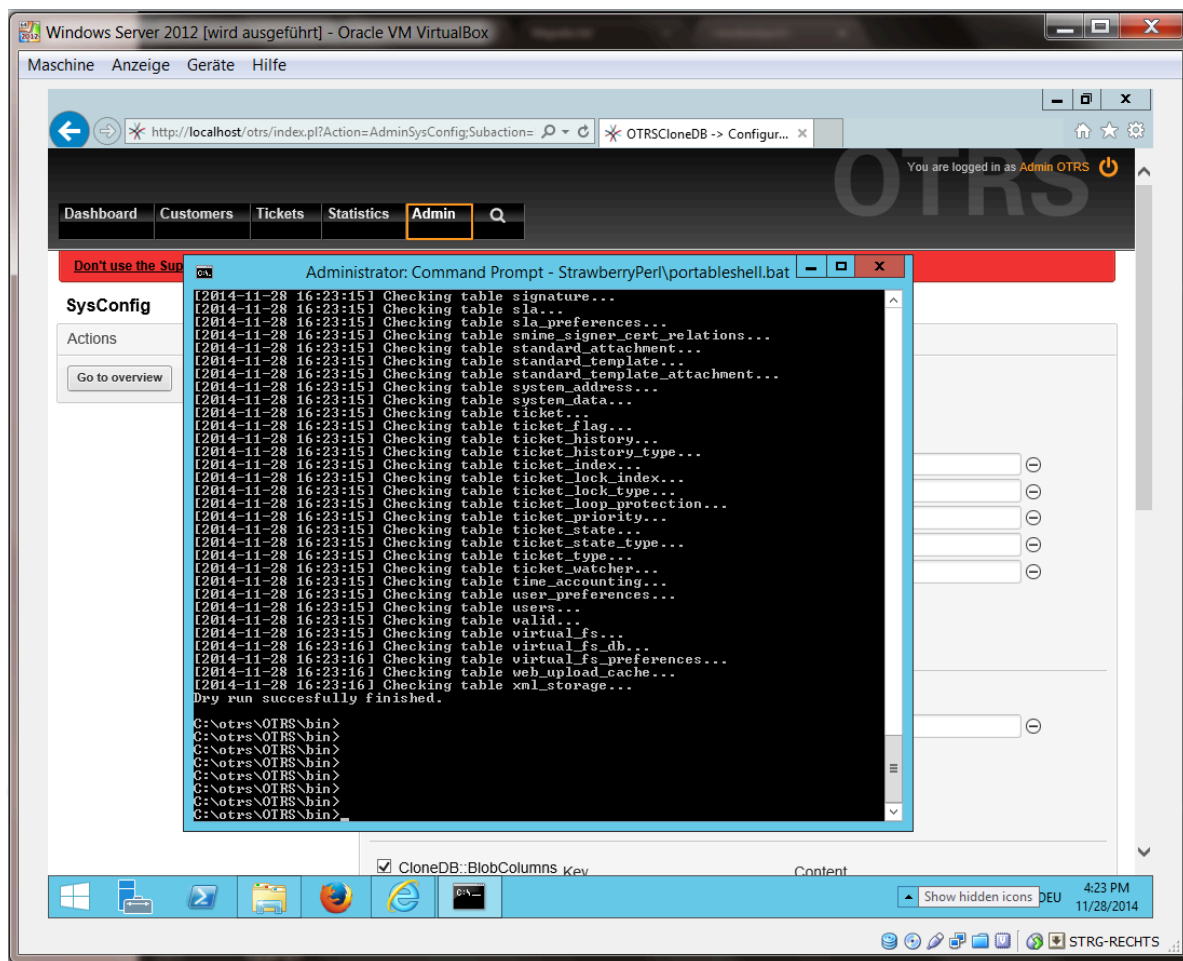 Windows Server 2012 [wird ausgeführt] - Oracle VM VirtualBox
Maschine Anzeige Geräte Hilfe
http://localhost/otrs/index.pl?Action=AdminSysConfig;Subaction=
OTRSCloneDB -> Configur...
OTRS
You are logged in as Admin OTRS
Dashboard Customers Tickets Statistics Admin
Don't use the Sup
Administrator: Command Prompt - StrawberryPerl\portableshell.bat
SysConfig
Actions
Go to overview
[2014-11-28 16:23:15] Checking table signature...
[2014-11-28 16:23:15] Checking table sla...
[2014-11-28 16:23:15] Checking table sla_preferences...
[2014-11-28 16:23:15] Checking table smime_signer_cert_relations...
[2014-11-28 16:23:15] Checking table standard_attachment...
[2014-11-28 16:23:15] Checking table standard_template...
[2014-11-28 16:23:15] Checking table standard_template_attachment...
[2014-11-28 16:23:15] Checking table system_address...
[2014-11-28 16:23:15] Checking table system_data...
[2014-11-28 16:23:15] Checking table ticket...
[2014-11-28 16:23:15] Checking table ticket_flag...
[2014-11-28 16:23:15] Checking table ticket_history...
[2014-11-28 16:23:15] Checking table ticket_history_type...
[2014-11-28 16:23:15] Checking table ticket_index...
[2014-11-28 16:23:15] Checking table ticket_lock_index...
[2014-11-28 16:23:15] Checking table ticket_lock_type...
[2014-11-28 16:23:15] Checking table ticket_loop_protection...
[2014-11-28 16:23:15] Checking table ticket_priority...
[2014-11-28 16:23:15] Checking table ticket_state...
[2014-11-28 16:23:15] Checking table ticket_state_type...
[2014-11-28 16:23:15] Checking table ticket_type...
[2014-11-28 16:23:15] Checking table ticket_watcher...
[2014-11-28 16:23:15] Checking table time_accounting...
[2014-11-28 16:23:15] Checking table user_preferences...
[2014-11-28 16:23:15] Checking table users...
[2014-11-28 16:23:15] Checking table valid...
[2014-11-28 16:23:15] Checking table virtual_fs...
[2014-11-28 16:23:16] Checking table virtual_fs_db...
[2014-11-28 16:23:16] Checking table virtual_fs_preferences...
[2014-11-28 16:23:16] Checking table web_upload_cache...
[2014-11-28 16:23:16] Checking table xml_storage...
Dry run succesfully finished.
C:\otrs\OTRS\bin>
C:\otrs\OTRS\bin>
C:\otrs\OTRS\bin>
C:\otrs\OTRS\bin>
C:\otrs\OTRS\bin>
C:\otrs\OTRS\bin>
C:\otrs\OTRS\bin>
C:\otrs\OTRS\bin>_
CloneDB::BlobColumns Key Content
Show hidden icons DEU
4:23 PM
11/28/2014
STRG-RECHTS